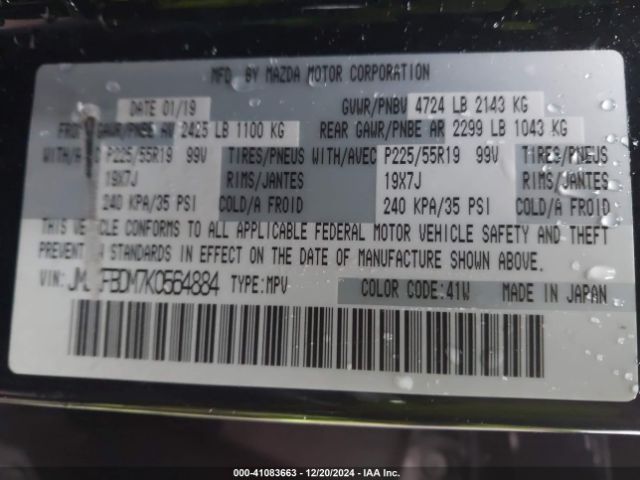 MFD. BY MAZDA MOTOR CORPORATION
DATE 01/19 GVWR/PNBV 4724 LB 2143 KG
FRONT GAWR/PNBE AV 2425 LB 1100 KG REAR GAWR/PNBE AR 2299 LB 1043 KG
WITH/AVEC P225/55R19 99V TIRES/PNEUS WITH/AVEC P225/55R19 99V TIRES/PNEUS
19X7J RIMS/JANTES 19X7J RIMS/JANTES
240 KPA/35 PSI COLD/A FROID 240 KPA/35 PSI COLD/A FROID
THIS VEHICLE CONFORMS TO ALL APPLICABLE FEDERAL MOTOR VEHICLE SAFETY AND THEFT
PREVENTION STANDARDS IN EFFECT ON THE DATE OF MANUFACTURE SHOWN ABOVE.
VIN: TYPE:MPV COLOR CODE:41W MADE IN JAPAN
000-41083663 - 12/20/2024 - IAA Inc.